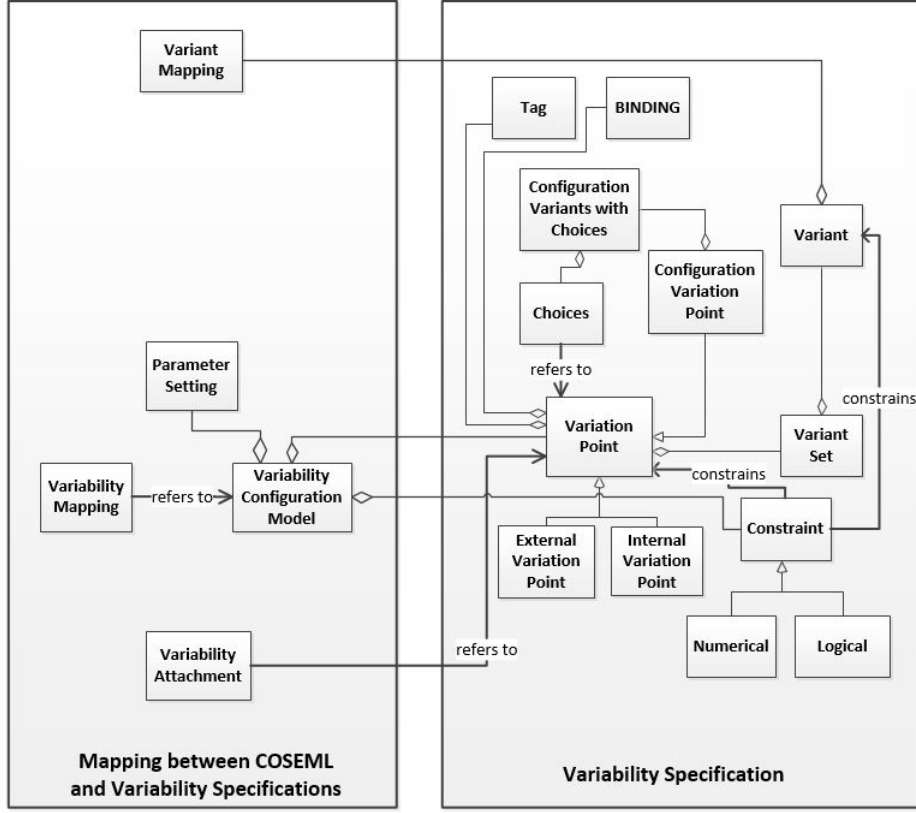 Variant
Mapping
Tag
BINDING
Configuration
Variants with
Choices
Variant
Configuration
Variation
Point
Choices
refers to
Parameter
Setting
constrains
Variation
Point
Variant
Set
Variability
Mapping
refers to
Variability
Configuration
Model
constrains
Constraint
External
Variation
Point
Internal
Variation
Point
Numerical
Logical
Variability
Attachment
refers to
Mapping between COSEML
and Variability Specifications
Variability Specification